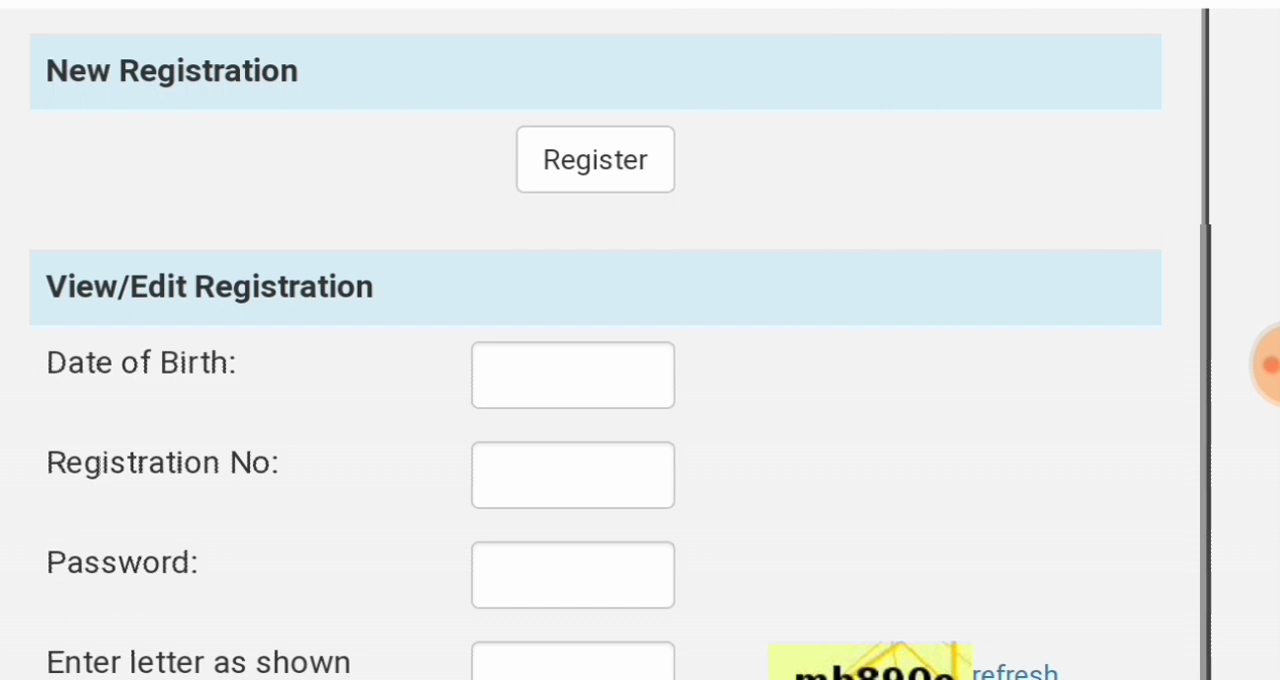 New Registration
Register
View/Edit Registration
Date of Birth:
Registration No:
Password:
Enter letter as shown
refresh